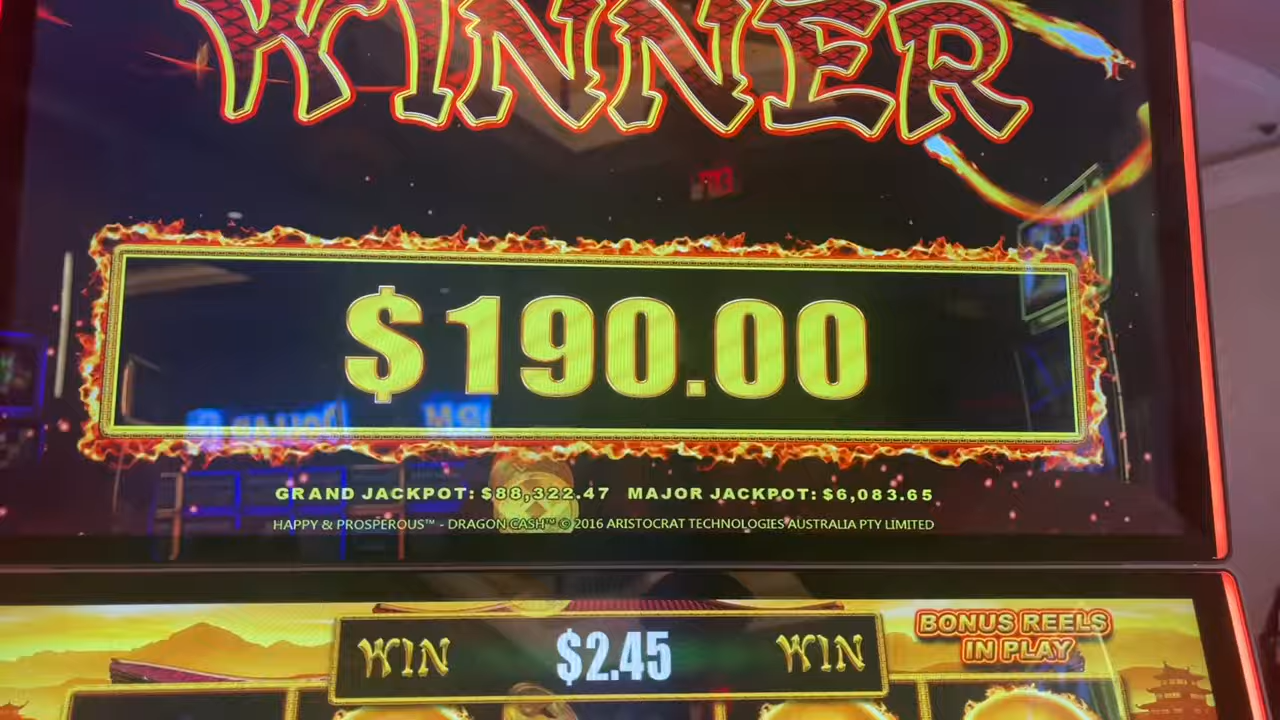 WINNER
$190.00
GRAND JACKPOT: $88,322.47 MAJOR JACKPOT: $6,083.65
HAPPY & PROSPEROUS™ - DRAGON CASH™ © 2016 ARISTOCRAT TECHNOLOGIES AUSTRALIA PTY LIMITED
WIN $2.45 WIN
BONUS REELS
IN PLAY